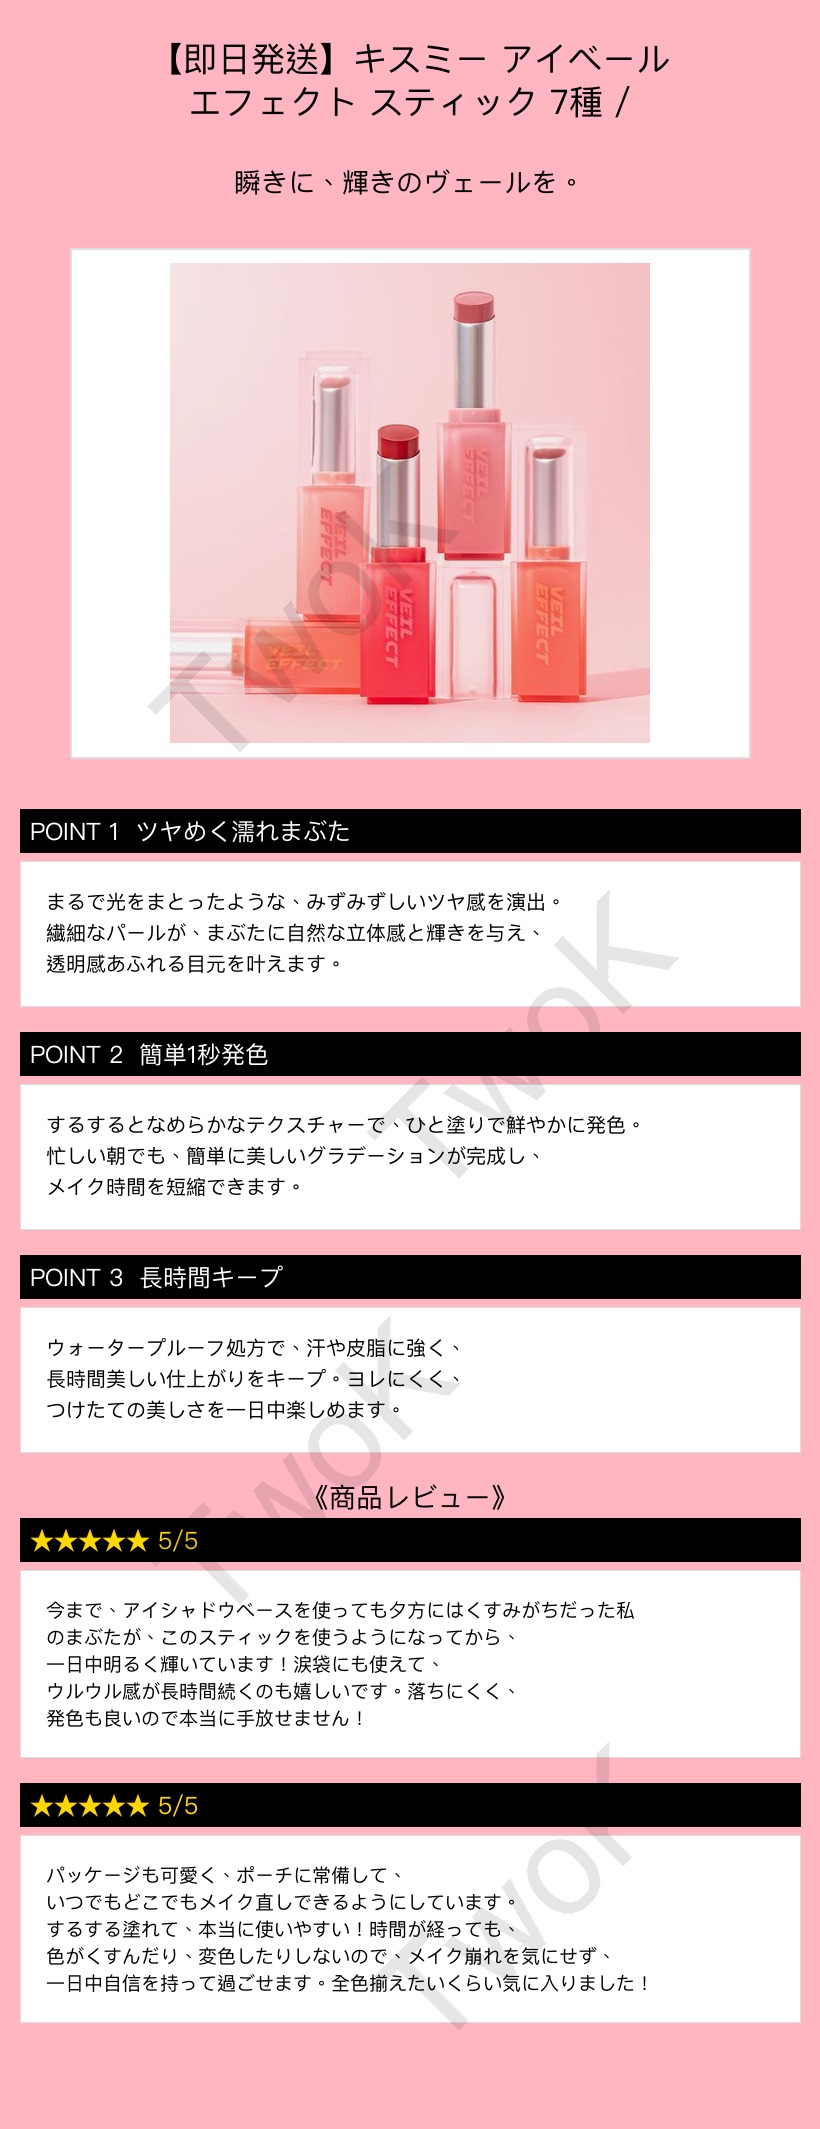 【即日発送】キスミー アイベール
エフェクト スティック 7種 /
瞬きに、輝きのヴェールを。
VEIL
EFFECT
VEIL
EFFECT
VEIL
EFFECT
VEIL
EFFECT
VEIL
EFFECT
Twok
POINT 1 ツヤめく濡れまぶた
まるで光をまとったような、みずみずしいツヤ感を演出。
繊細なパールが、まぶたに自然な立体感と輝きを与え、
透明感あふれる目元を叶えます。
Twok
POINT 2 簡単1秒発色
するするとなめらかなテクスチャーで、ひと塗りで鮮やかに発色。
忙しい朝でも、簡単に美しいグラデーションが完成し、
メイク時間を短縮できます。
POINT 3 長時間キープ
ウォータープルーフ処方で、汗や皮脂に強く、
長時間美しい仕上がりをキープ。ヨレにくく、
つけたての美しさを一日中楽しめます。
Twok
《商品レビュー》
★★★★★ 5/5
今まで、アイシャドウベースを使っても夕方にはくすみがちだった私
のまぶたが、このスティックを使うようになってから、
一日中明るく輝いています！涙袋にも使えて、
ウルウル感が長時間続くのも嬉しいです。落ちにくく、
発色も良いので本当に手放せません！
★★★★★ 5/5
パッケージも可愛く、ポーチに常備して、
いつでもどこでもメイク直しできるようにしています。
するする塗れて、本当に使いやすい！時間が経っても、
色がくすんだり、変色したりしないので、メイク崩れを気にせず、
一日中自信を持って過ごせます。全色揃えたいくらい気に入りました！
Twok